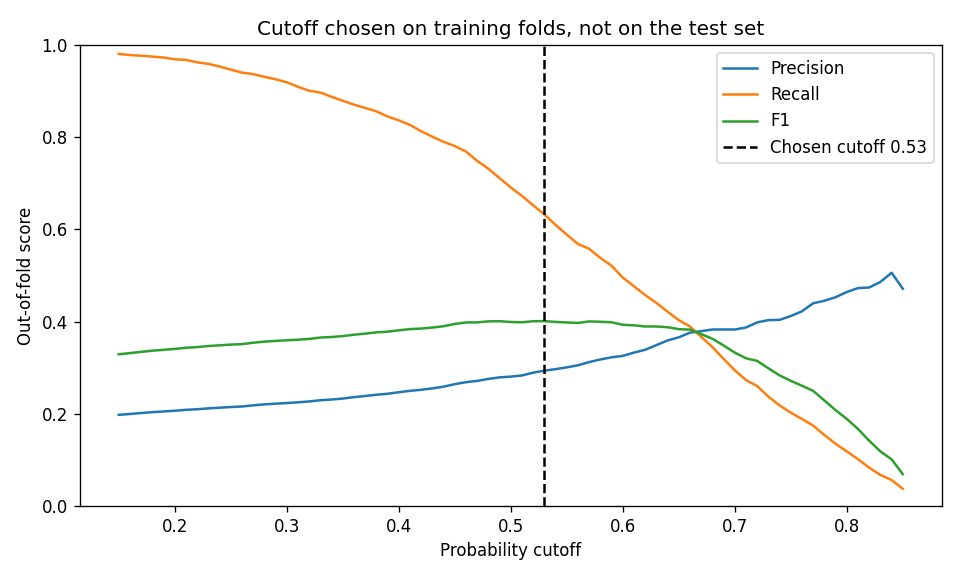 Cutoff chosen on training folds, not on the test set
Precision
Recall
F1
Chosen cutoff 0.53
Out-of-fold score
1.0
0.8
0.6
0.4
0.2
0.0
0.2 0.3 0.4 0.5 0.6 0.7 0.8
Probability cutoff